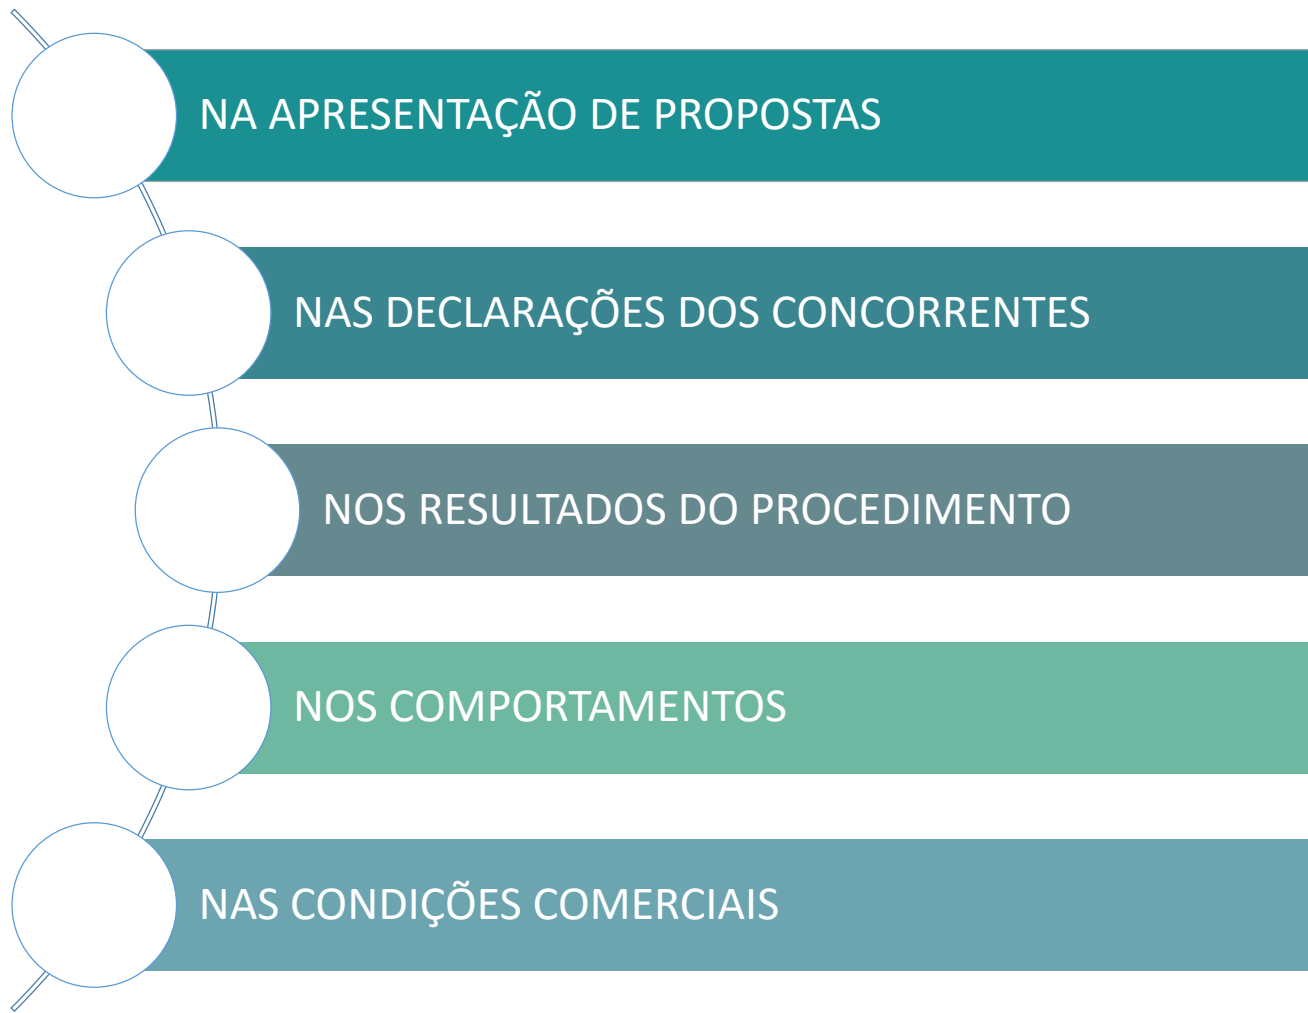 NA APRESENTAÇÃO DE PROPOSTAS
NAS DECLARAÇÕES DOS CONCORRENTES
NOS RESULTADOS DO PROCEDIMENTO
NOS COMPORTAMENTOS
NAS CONDIÇÕES COMERCIAIS